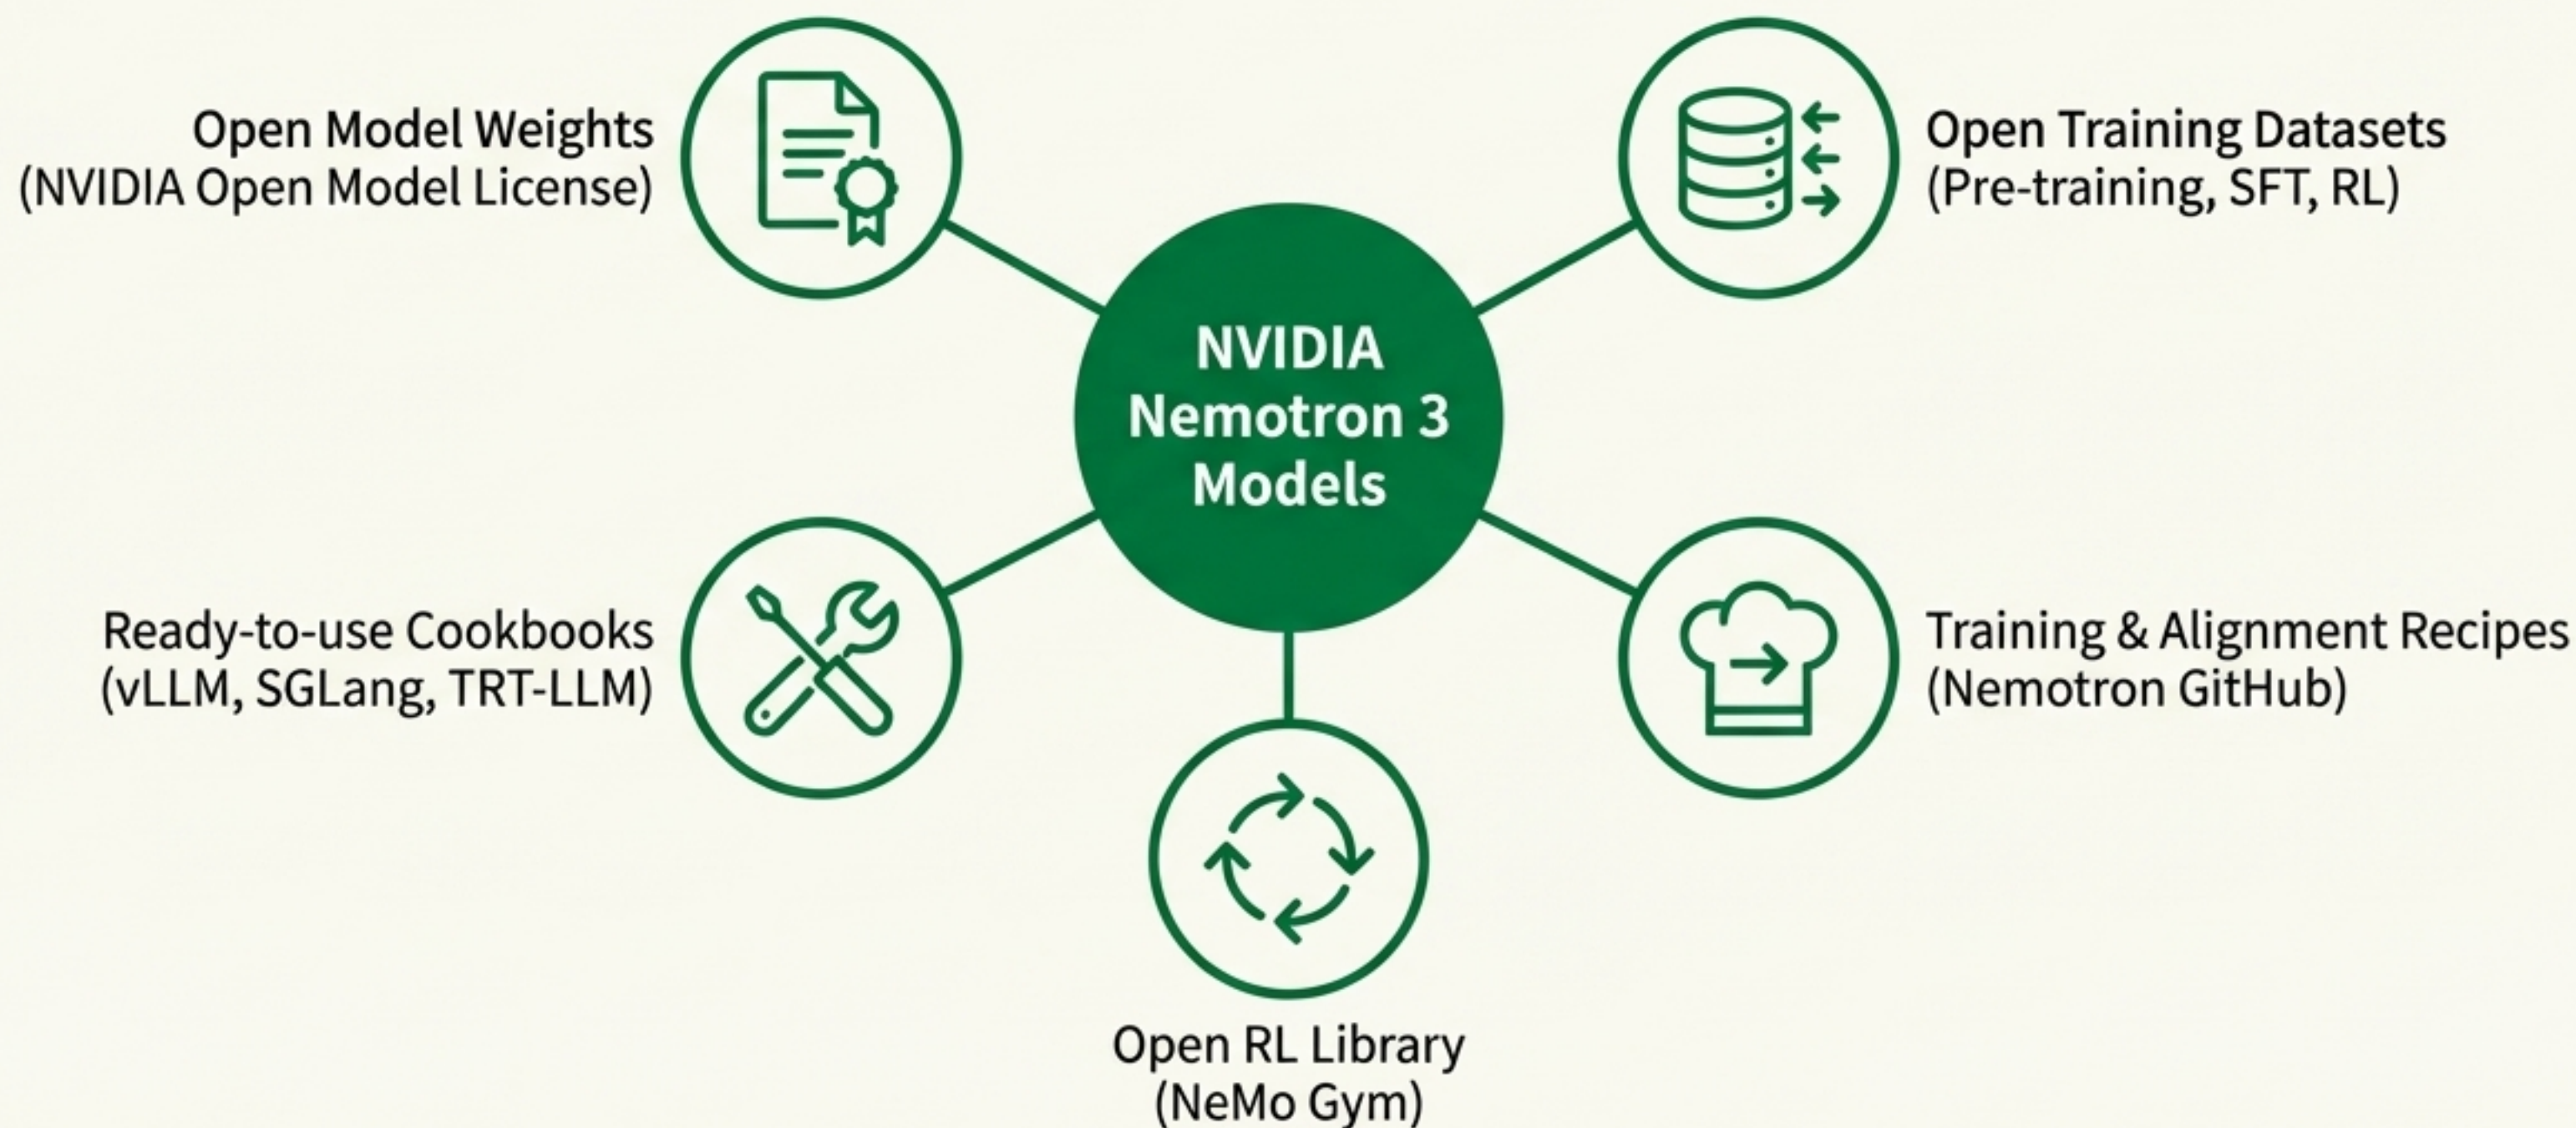 Open Model Weights
(NVIDIA Open Model License)
Open Training Datasets
(Pre-training, SFT, RL)
NVIDIA
Nemotron 3
Models
Ready-to-use Cookbooks
(vLLM, SGLang, TRT-LLM)
Training & Alignment Recipes
(Nemotron GitHub)
Open RL Library
(NeMo Gym)